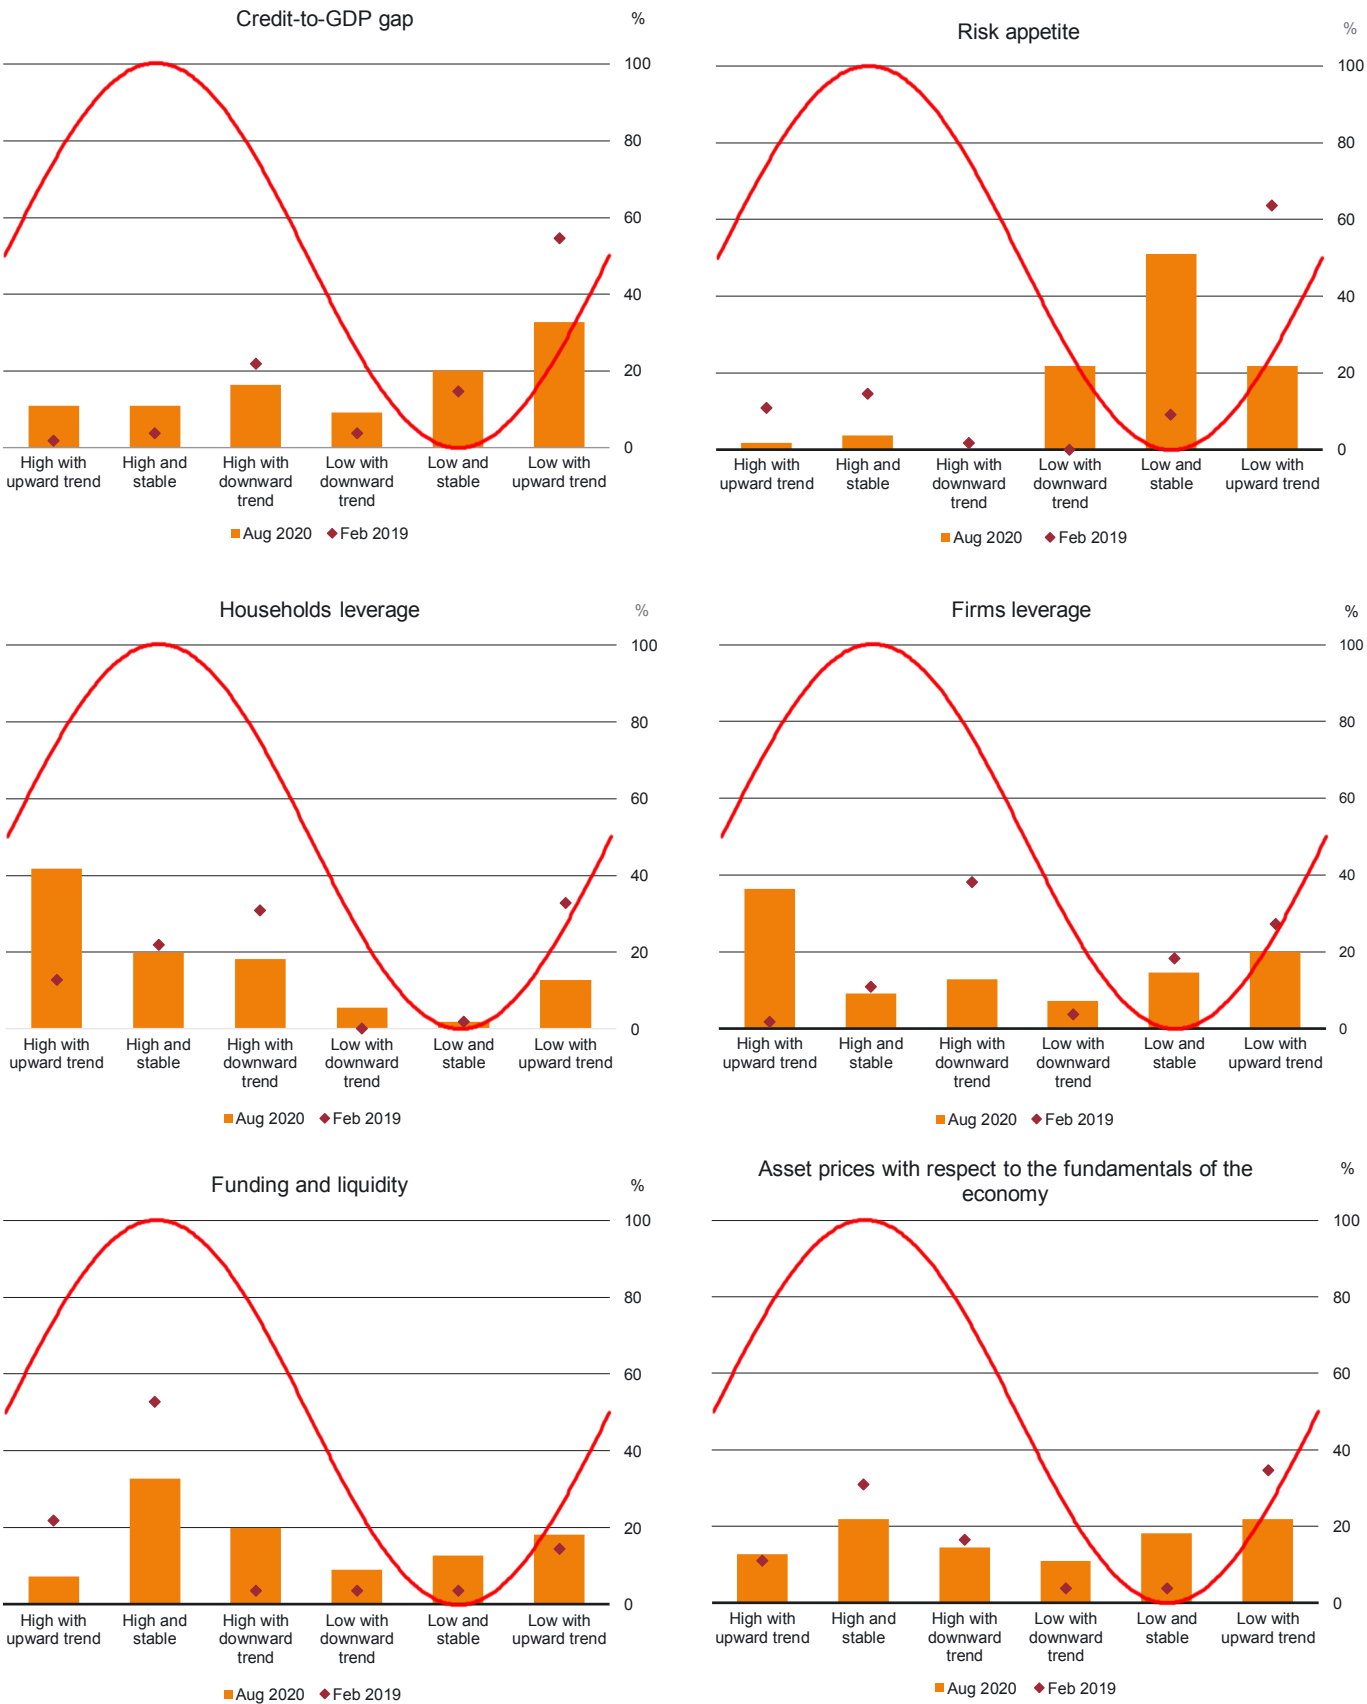 Credit-to-GDP gap
%
100
80
60
40
20
0
High with High and High with Low with Low and Low with
upward trend stable downward downward stable upward trend
trend trend
Aug 2020 Feb 2019
Risk appetite
%
100
80
60
40
20
0
High with High and High with Low with Low and Low with
upward trend stable downward downward stable upward trend
trend trend
Aug 2020 Feb 2019
Households leverage
%
100
80
60
40
20
0
High with High and High with Low with Low and Low with
upward trend stable downward downward stable upward trend
trend trend
Aug 2020 Feb 2019
Firms leverage
%
100
80
60
40
20
0
High with High and High with Low with Low and Low with
upward trend stable downward downward stable upward trend
trend trend
Aug 2020 Feb 2019
Funding and liquidity
%
100
80
60
40
20
0
High with High and High with Low with Low and Low with
upward trend stable downward downward stable upward trend
trend trend
Aug 2020 Feb 2019
Asset prices with respect to the fundamentals of the
economy
%
100
80
60
40
20
0
High with High and High with Low with Low and Low with
upward trend stable downward downward stable upward trend
trend trend
Aug 2020 Feb 2019